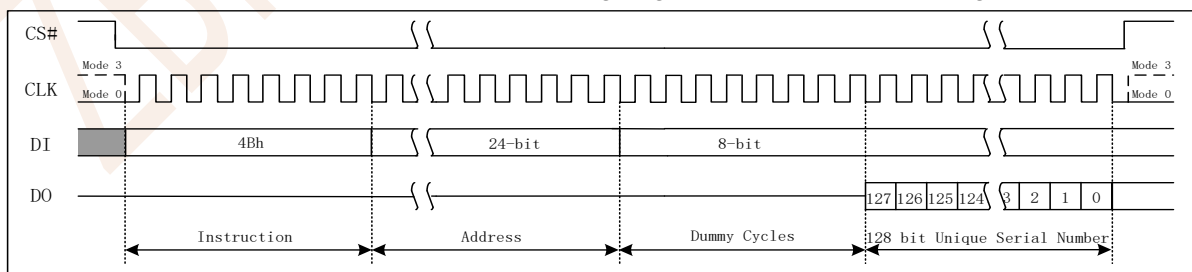 CS#
Mode 3
Mode 3
CLK
Mode 0
Mode 0
DI
4Bh
24-bit
8-bit
DO
127 126 125 124 3 2 1 0
Instruction
Address
Dummy Cycles
128 bit Unique Serial Number